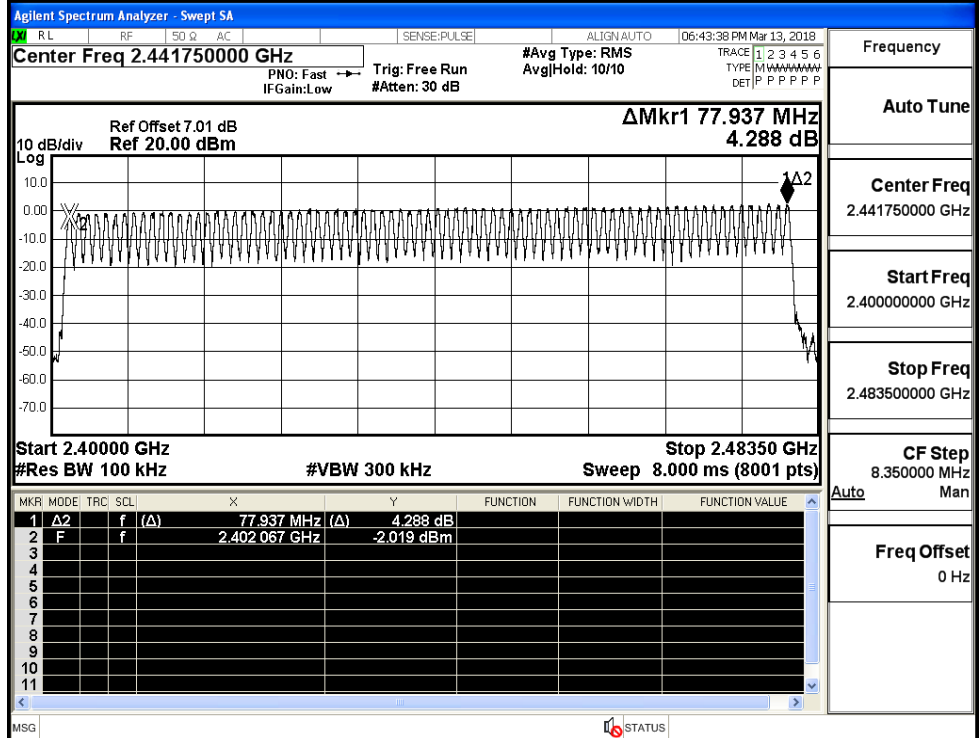 Agilent Spectrum Analyzer - Swept SA
LXI RL RF 50 Ω AC SENSE:PULSE ALIGN AUTO 06:43:38 PM Mar 13, 2018
Center Freq 2.441750000 GHz
PNO: Fast
IFGain:Low
Trig: Free Run
#Atten: 30 dB
#Avg Type: RMS
Avg|Hold: 10/10
TRACE 1 2 3 4 5 6
TYPE M WWWWW
DET P P P P P P
Ref Offset 7.01 dB
10 dB/div Ref 20.00 dBm
Log
ΔMkr1 77.937 MHz
4.288 dB
10.0
0.00
-10.0
-20.0
-30.0
-40.0
-50.0
-60.0
-70.0
2
1Δ2
Start 2.40000 GHz Stop 2.48350 GHz
#Res BW 100 kHz #VBW 300 kHz Sweep 8.000 ms (8001 pts)
MKR MODE TRC SCL X Y FUNCTION FUNCTION WIDTH FUNCTION VALUE
1 Δ2 f (Δ) 77.937 MHz (Δ) 4.288 dB
2 F f 2.402 067 GHz -2.019 dBm
3
4
5
6
7
8
9
10
11
MSG STATUS
Frequency
Auto Tune
Center Freq
2.441750000 GHz
Start Freq
2.400000000 GHz
Stop Freq
2.483500000 GHz
CF Step
8.350000 MHz
Auto Man
Freq Offset
0 Hz